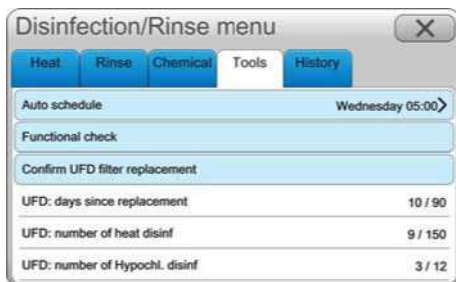 Disinfection/Rinse menu
Heat Rinse Chemical Tools History
Auto schedule Wednesday 05:00
Functional check
Confirm UFD filter replacement
UFD: days since replacement 10 / 90
UFD: number of heat disinf 9 / 150
UFD: number of Hypochl. disinf 3 / 12